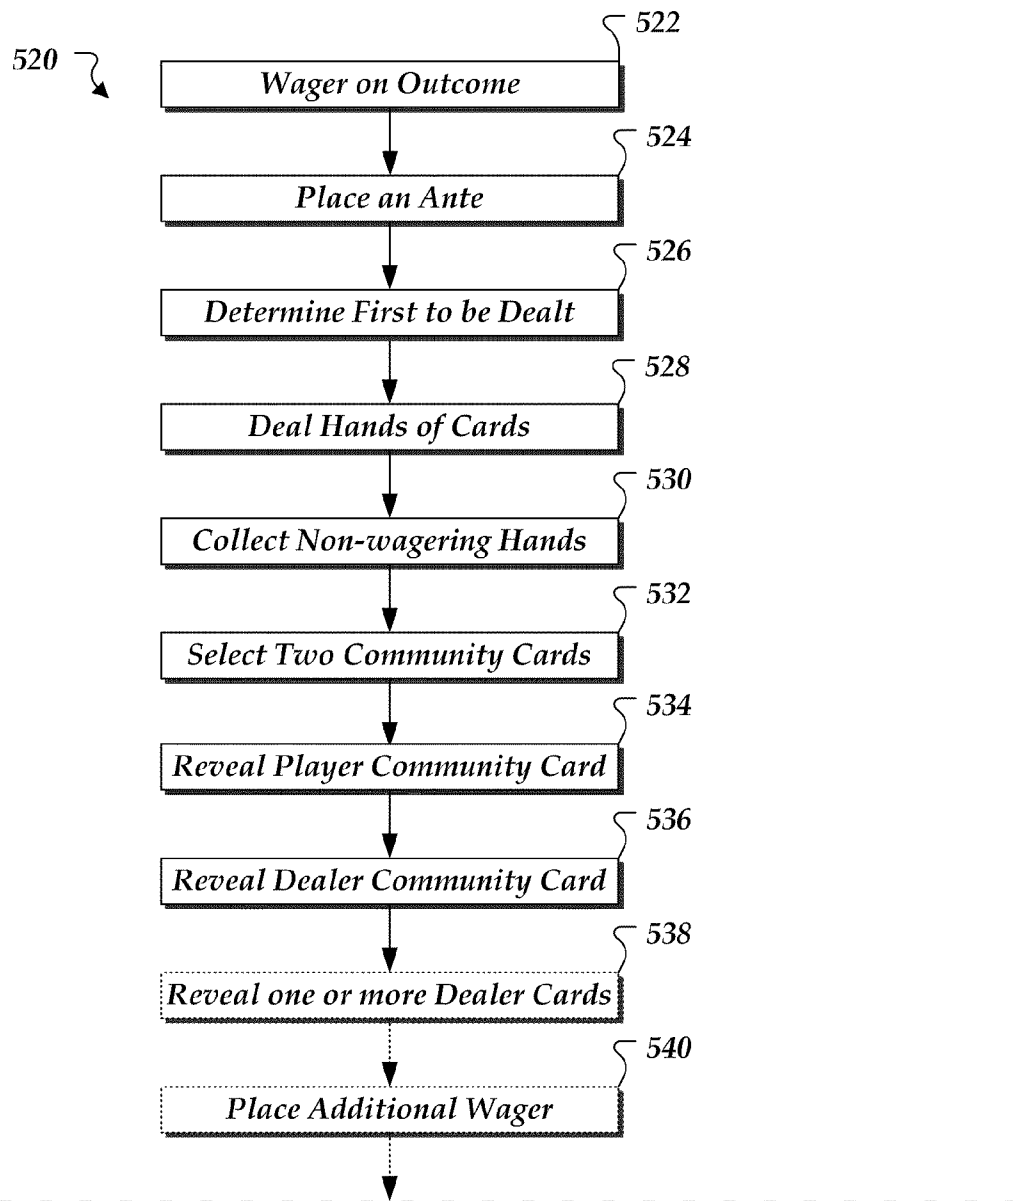 522
520
Wager on Outcome
524
Place an Ante
526
Determine First to be Dealt
528
Deal Hands of Cards
530
Collect Non-wagering Hands
532
Select Two Community Cards
534
Reveal Player Community Card
536
Reveal Dealer Community Card
538
Reveal one or more Dealer Cards
540
Place Additional Wager